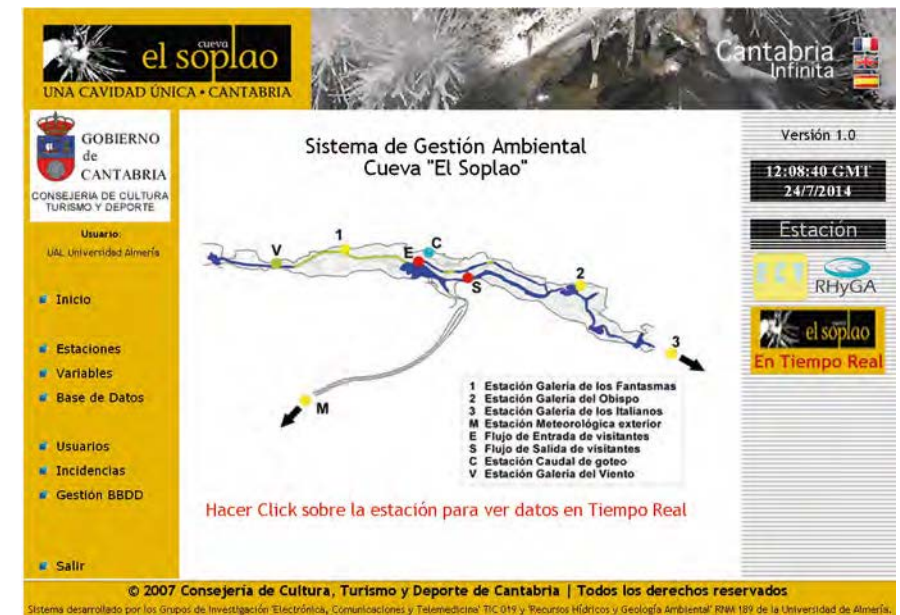 cueva
el soplao
UNA CAVIDAD ÚNICA • CANTABRIA
Cantabria
Infinita
GOBIERNO
de
CANTABRIA
CONSEJERIA DE CULTURA
TURISMO Y DEPORTE
Usuario:
UAL Universidad Almería
Inicio
Estaciones
Variables
Base de Datos
Usuarios
Incidencias
Gestión BBDD
Salir
Sistema de Gestión Ambiental
Cueva "El Soplao"
V
1
E
C
S
2
3
M
1 Estación Galería de los Fantasmas
2 Estación Galería del Obispo
3 Estación Galería de los Italianos
M Estación Meteorológica exterior
E Flujo de Entrada de visitantes
S Flujo de Salida de visitantes
C Estación Caudal de goteo
V Estación Galería del Viento
Hacer Click sobre la estación para ver datos en Tiempo Real
Versión 1.0
12:08:40 GMT
24/7/2014
Estación
RHyGA
el soplao
En Tiempo Real
© 2007 Consejería de Cultura, Turismo y Deporte de Cantabria | Todos los derechos reservados
Sistema desarrollado por los Grupos de Investigación 'Electrónica, Comunicaciones y Telemedicina' TIC 019 y 'Recursos Hídricos y Geología Ambiental' RNM 189 de la Universidad de Almería.